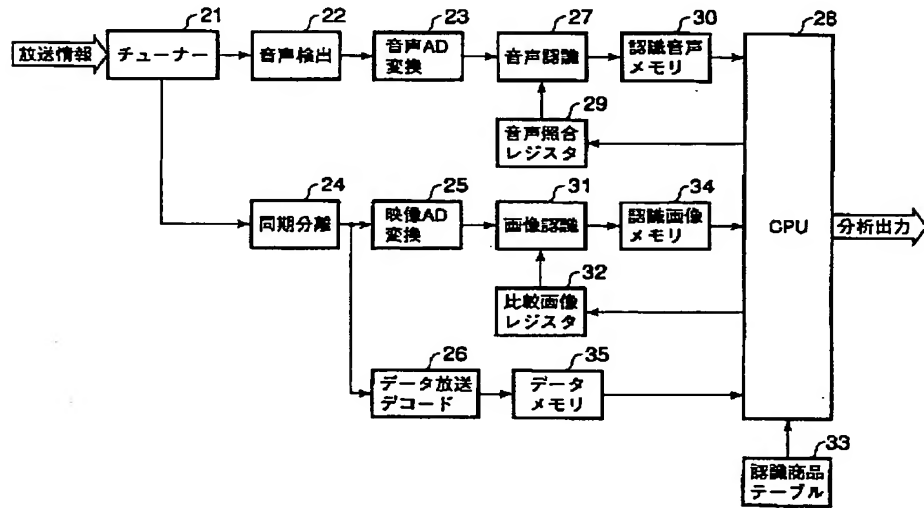 21
22
23
27
30
28
放送情報
チューナー
音声検出
音声AD
変換
音声認識
認識音声
メモリ
29
音声照合
レジスタ
24
25
31
34
同期分離
映像AD
変換
画像認識
認識画像
メモリ
CPU
分析出力
32
比較画像
レジスタ
26
35
データ放送
デコード
データ
メモリ
33
認識商品
テーブル